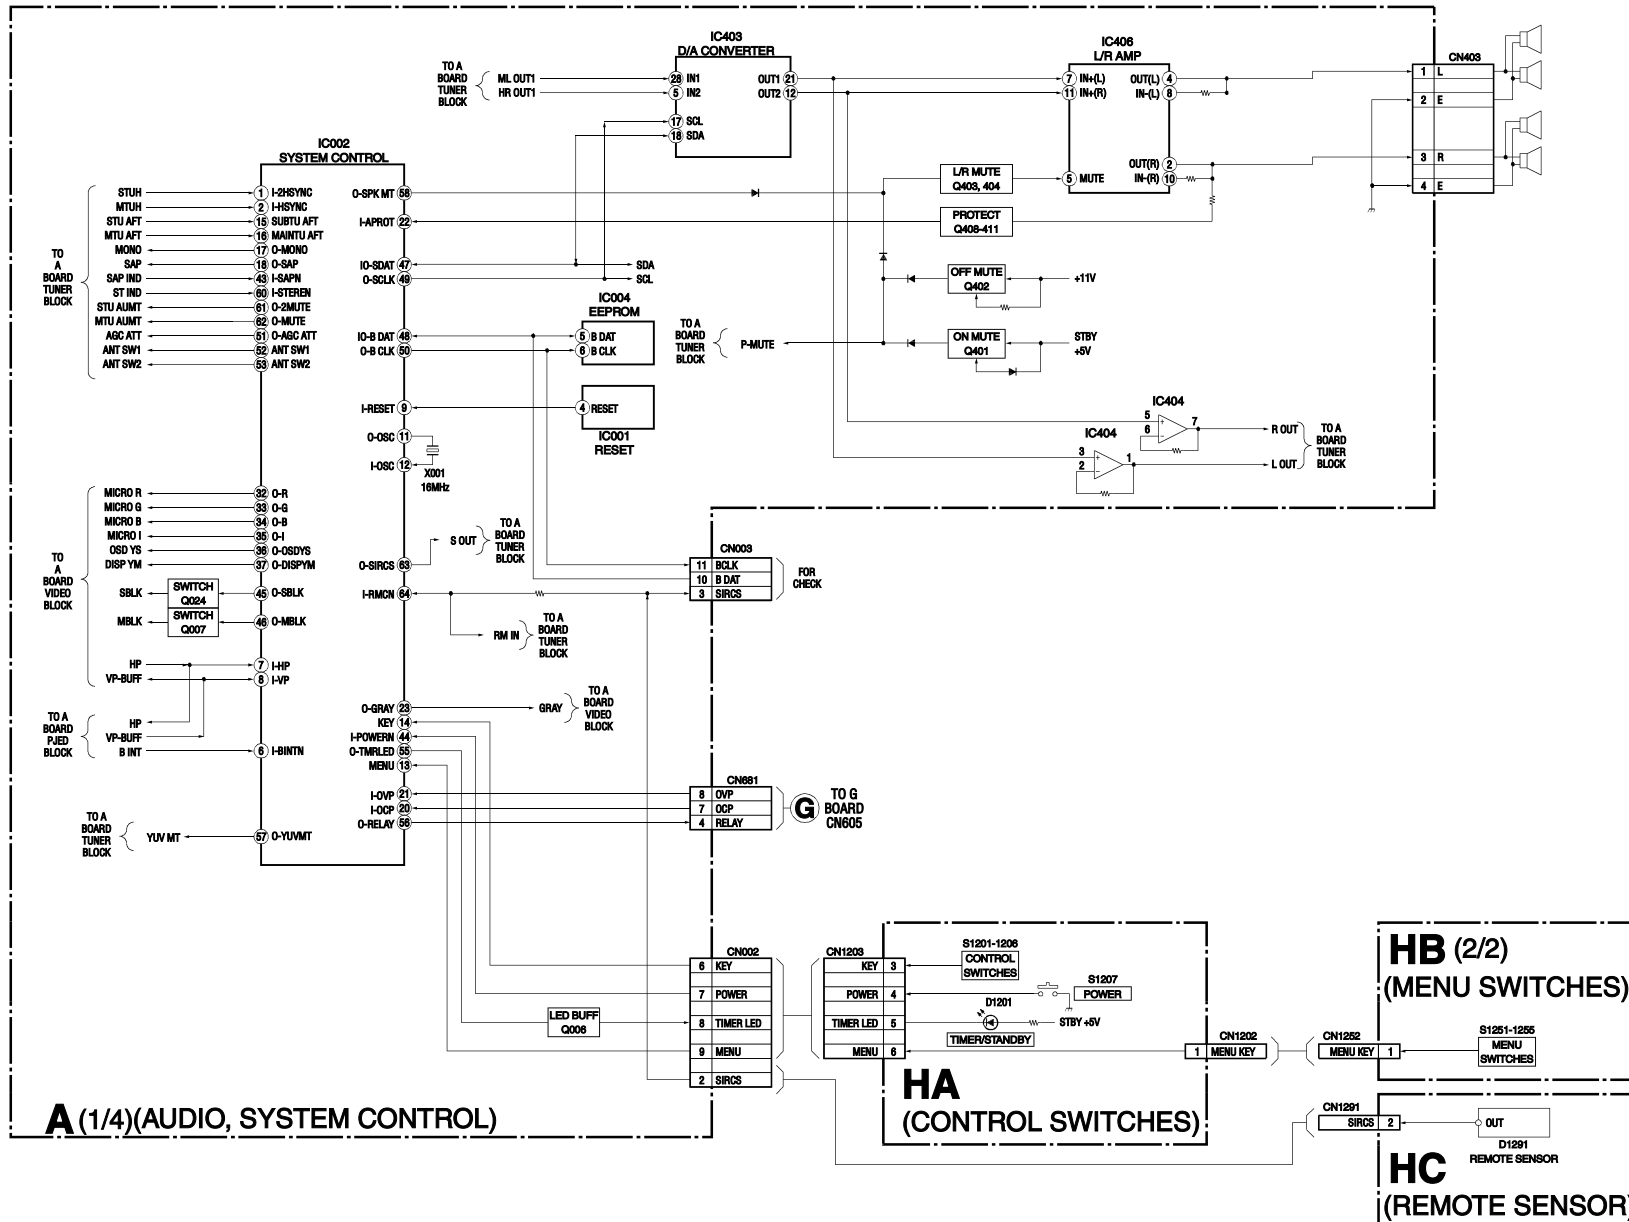 IC403
D/A CONVERTER
TO A
BOARD
TUNER
BLOCK
ML OUT1
HR OUT1
28 IN1
5 IN2
17 SCL
18 SDA
OUT1 21
OUT2 12
IC406
L/R AMP
7 IN+(L)
11 IN+(R)
5 MUTE
OUT(L) 4
IN-(L) 8
OUT(R) 2
IN-(R) 10
CN403
1 L
2 E
3 R
4 E
IC002
SYSTEM CONTROL
TO
A
BOARD
TUNER
BLOCK
STUH 1 I-2HSYNC
MTUH 2 I-HSYNC
STU AFT 15 SUBTU AFT
MTU AFT 16 MAINTU AFT
MONO 17 O-MONO
SAP 18 O-SAP
SAP IND 43 I-SAPN
ST IND 60 I-STEREN
STU AUMT 61 O-2MUTE
MTU AUMT 62 O-MUTE
AGC ATT 51 O-AGC ATT
ANT SW1 52 ANT SW1
ANT SW2 53 ANT SW2
O-SPK MT 58
I-APROT 22
IO-SDAT 47
O-SCLK 49
SDA
SCL
L/R MUTE
Q403, 404
PROTECT
Q408-411
OFF MUTE
Q402
+11V
ON MUTE
Q401
STBY
+5V
TO A
BOARD
TUNER
BLOCK
P-MUTE
IC004
EEPROM
IO-B DAT 48
O-B CLK 50
5 B DAT
6 B CLK
I-RESET 9
4 RESET
IC001
RESET
O-OSC 11
I-OSC 12
X001
16MHz
IC404
5
6
7
IC404
3
2
1
R OUT
L OUT
TO A
BOARD
TUNER
BLOCK
TO
A
BOARD
VIDEO
BLOCK
MICRO R 32 O-R
MICRO G 33 O-G
MICRO B 34 O-B
MICRO I 35 O-I
OSD YS 36 O-OSDYS
DISP YM 37 O-DISPYM
SBLK
SWITCH
Q024
45 O-SBLK
MBLK
SWITCH
Q007
46 O-MBLK
HP 7 I-HP
VP-BUFF 8 I-VP
TO A
BOARD
PJED
BLOCK
HP
VP-BUFF
B INT 6 I-BINTN
TO A
BOARD
TUNER
BLOCK
YUV MT 57 O-YUVMT
O-SIRCS 63
S OUT
TO A
BOARD
TUNER
BLOCK
I-RMCN 64
RM IN
TO A
BOARD
TUNER
BLOCK
CN003
11 BCLK
10 B DAT
3 SIRCS
FOR
CHECK
O-GRAY 23
GRAY
TO A
BOARD
VIDEO
BLOCK
KEY 14
I-POWERN 44
O-TMRLED 55
MENU 13
I-OVP 21
I-OCP 20
O-RELAY 56
CN681
8 OVP
7 OCP
4 RELAY
G
TO G
BOARD
CN605
LED BUFF
Q006
CN002
6 KEY
7 POWER
8 TIMER LED
9 MENU
2 SIRCS
CN1203
KEY 3
POWER 4
TIMER LED 5
MENU 6
S1201-1206
CONTROL
SWITCHES
S1207
POWER
D1201
STBY +5V
TIMER/STANDBY
CN1202
1 MENU KEY
CN1252
MENU KEY 1
HB (2/2)
(MENU SWITCHES)
S1251-1255
MENU
SWITCHES
HA
(CONTROL SWITCHES)
A (1/4)(AUDIO, SYSTEM CONTROL)
CN1291
SIRCS 2
OUT
D1291
REMOTE SENSOR
HC
(REMOTE SENSOR)